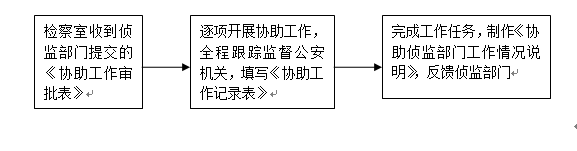 检察室收到侦
监部门提交的
《协助工作审
批表》
逐项开展协助工作，
全程跟踪监督公安
机关，填写《协助工
作记录表》
完成工作任务，制作《协
助侦监部门工作情况说
明》，反馈侦监部门